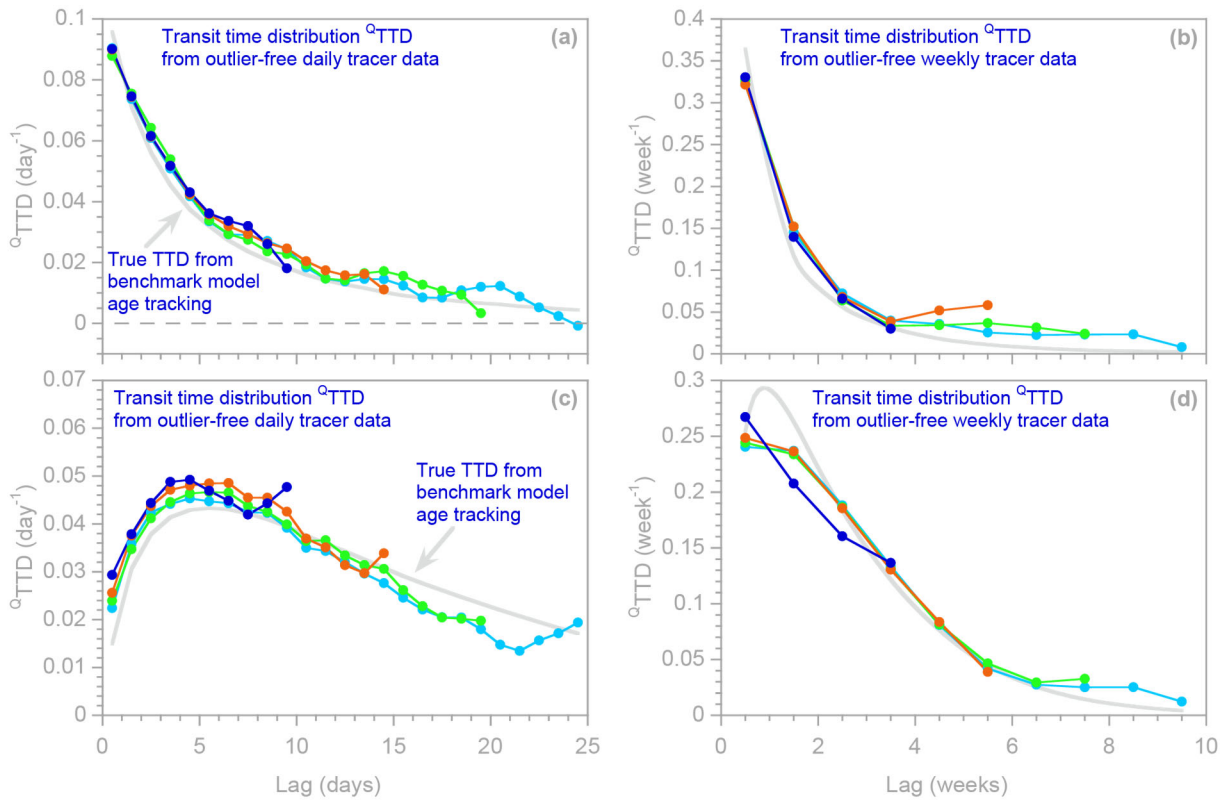 Transit time distribution QTTD
from outlier-free daily tracer data
(a)
0.1
0.08
0.06
0.04
0.02
0
QTTD (day-1)
True TTD from
benchmark model
age tracking
Transit time distribution QTTD
from outlier-free weekly tracer data
(b)
0.4
0.35
0.3
0.25
0.2
0.15
0.1
0.05
0
QTTD (week-1)
Transit time distribution QTTD
from outlier-free daily tracer data
(c)
0.07
0.06
0.05
0.04
0.03
0.02
0.01
0
QTTD (day-1)
True TTD from
benchmark model
age tracking
0 5 10 15 20 25
Lag (days)
Transit time distribution QTTD
from outlier-free weekly tracer data
(d)
0.3
0.25
0.2
0.15
0.1
0.05
0
QTTD (week-1)
0 2 4 6 8 10
Lag (weeks)